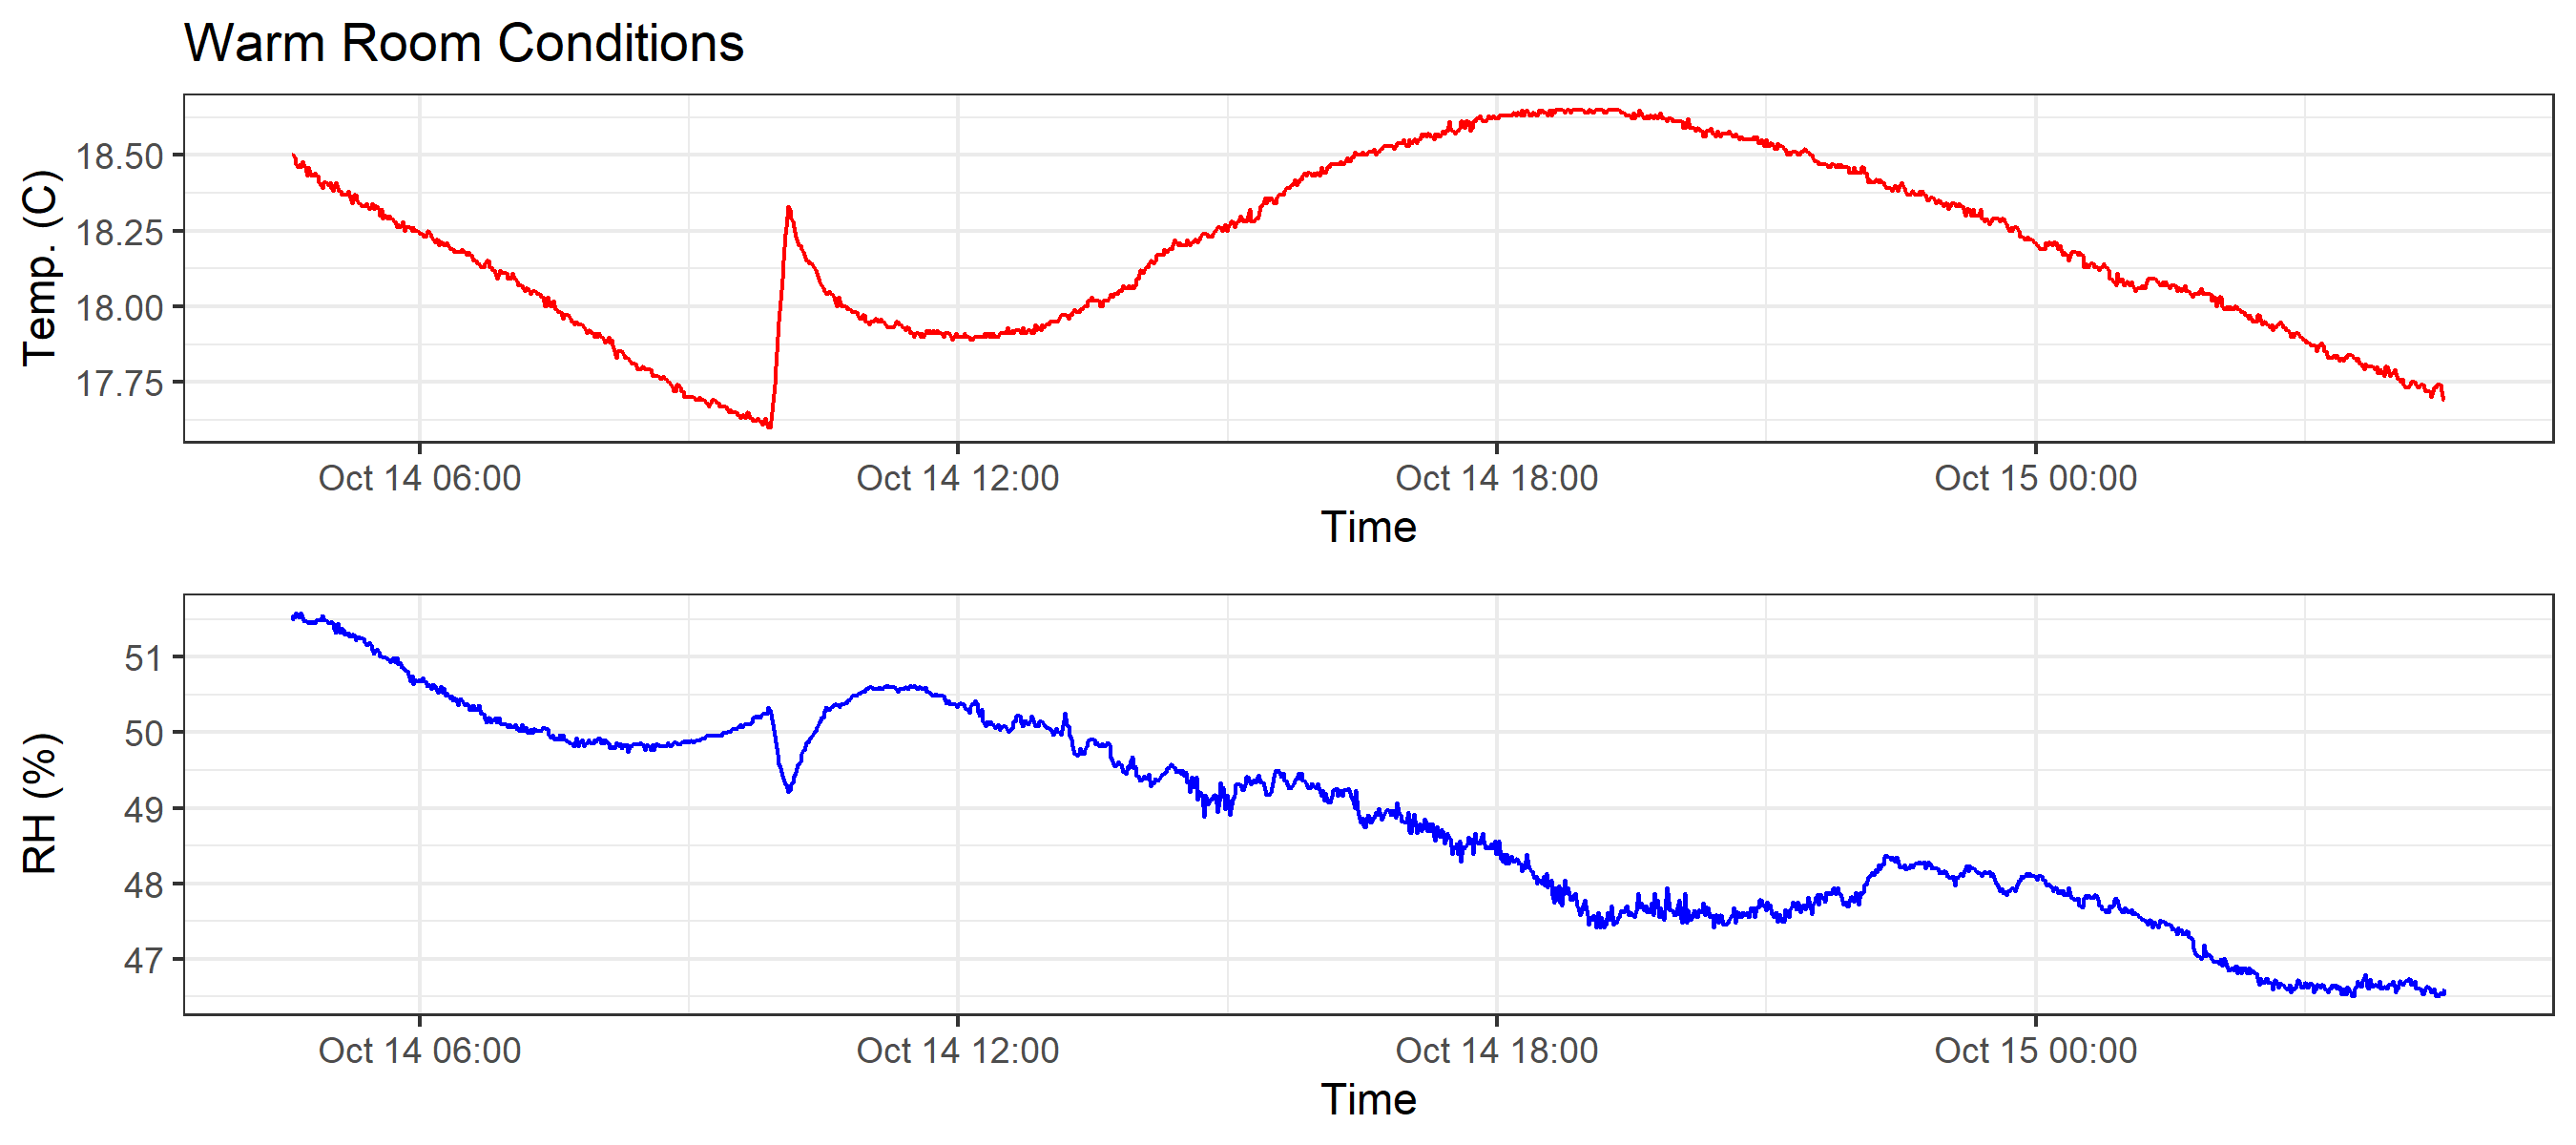 Warm Room Conditions
Temp. (C)
18.50
18.25
18.00
17.75
Oct 14 06:00 Oct 14 12:00 Oct 14 18:00 Oct 15 00:00
Time
RH (%)
51
50
49
48
47
Oct 14 06:00 Oct 14 12:00 Oct 14 18:00 Oct 15 00:00
Time